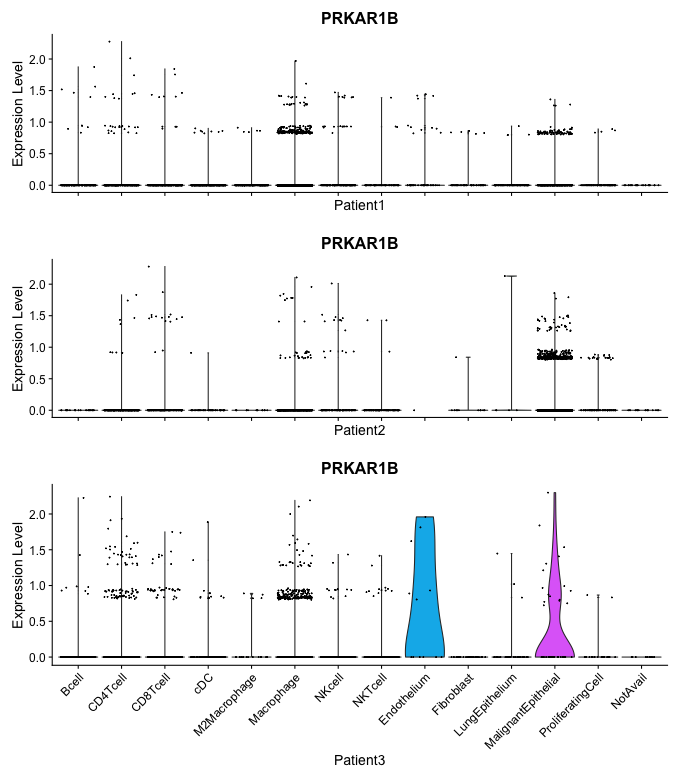 PRKAR1B
Expression Level
2.0
1.5
1.0
0.5
0.0
Patient1
PRKAR1B
Expression Level
2.0
1.5
1.0
0.5
0.0
Patient2
PRKAR1B
Expression Level
2.0
1.5
1.0
0.5
0.0
Bcell
CD4Tcell
CD8Tcell
cDC
M2Macrophage
Macrophage
NKcell
NKTcell
Endothelium
Fibroblast
LungEpithelium
MalignantEpithelial
ProliferatingCell
NotAvail
Patient3